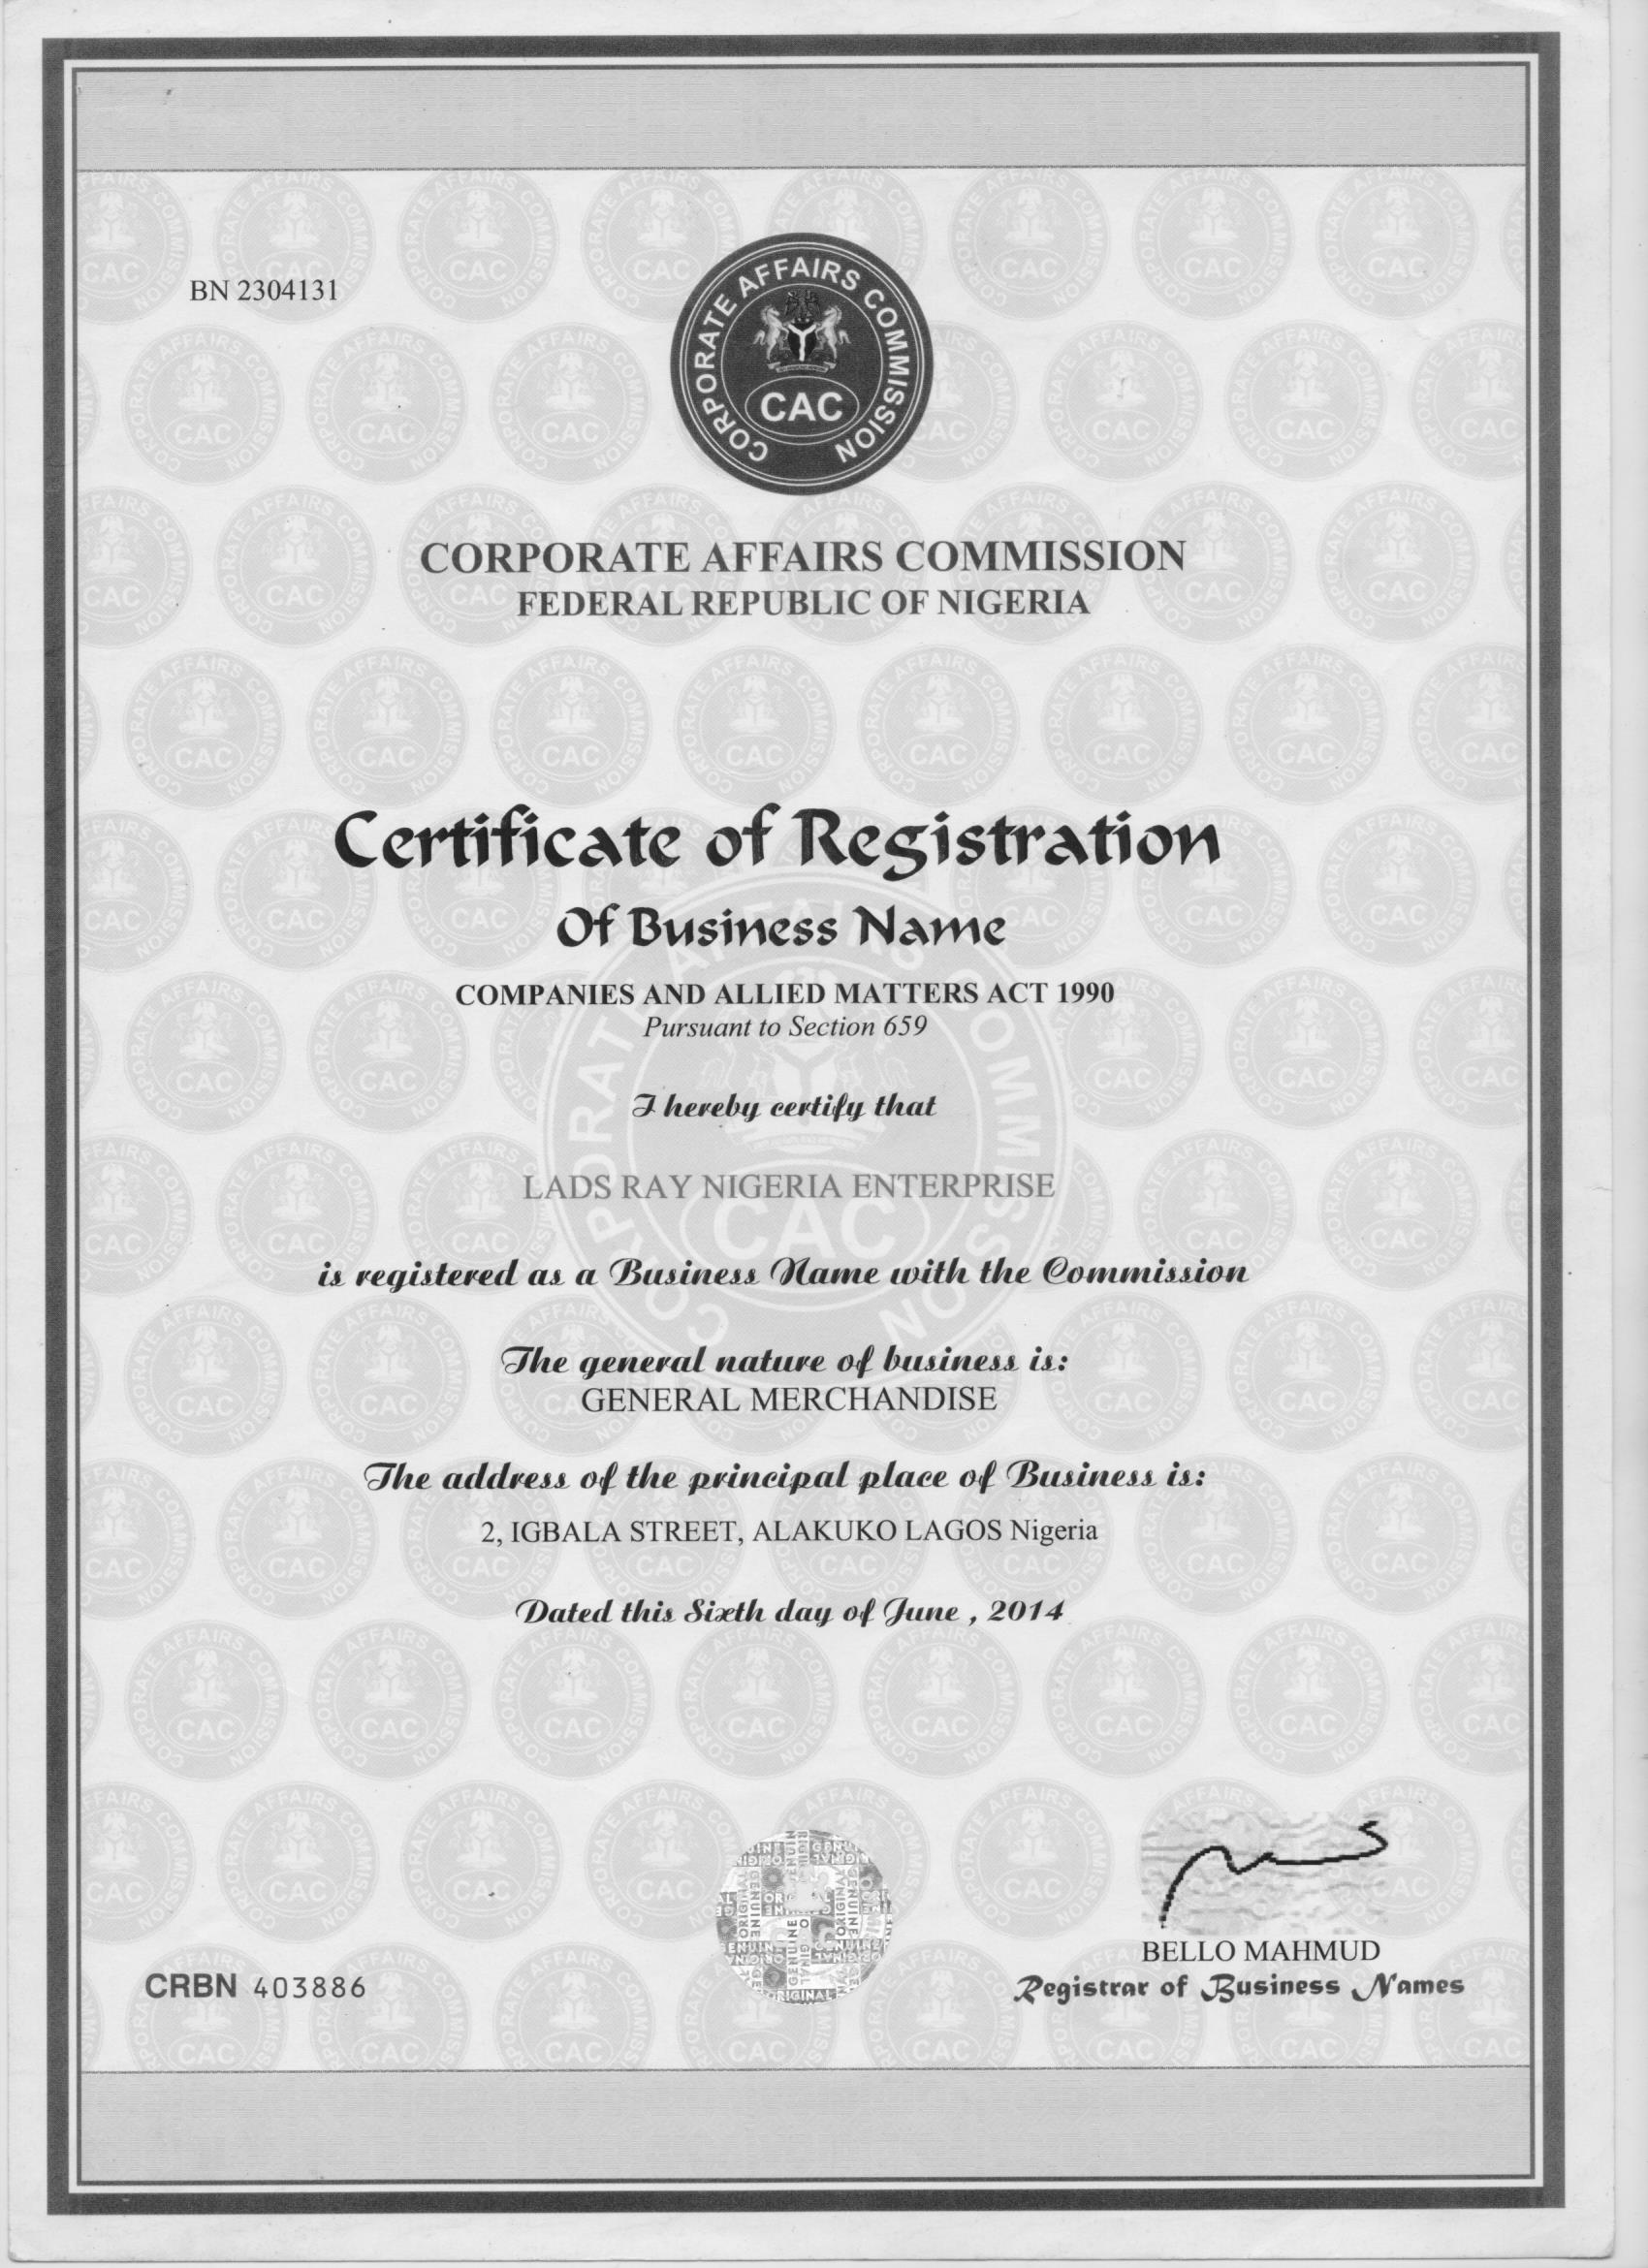 BN 2304131
CORPORATE AFFAIRS COMMISSION
CAC
CORPORATE AFFAIRS COMMISSION
FEDERAL REPUBLIC OF NIGERIA
Certificate of Registration
Of Business Name
COMPANIES AND ALLIED MATTERS ACT 1990
Pursuant to Section 659
I hereby certify that
LADS RAY NIGERIA ENTERPRISE
is registered as a Business Name with the Commission
The general nature of business is:
GENERAL MERCHANDISE
The address of the principal place of Business is:
2, IGBALA STREET, ALAKUKO LAGOS Nigeria
Dated this Sixth day of June , 2014
GENUINE
ORIGINAL
BELLO MAHMUD
CRBN 403886
Registrar of Business Names